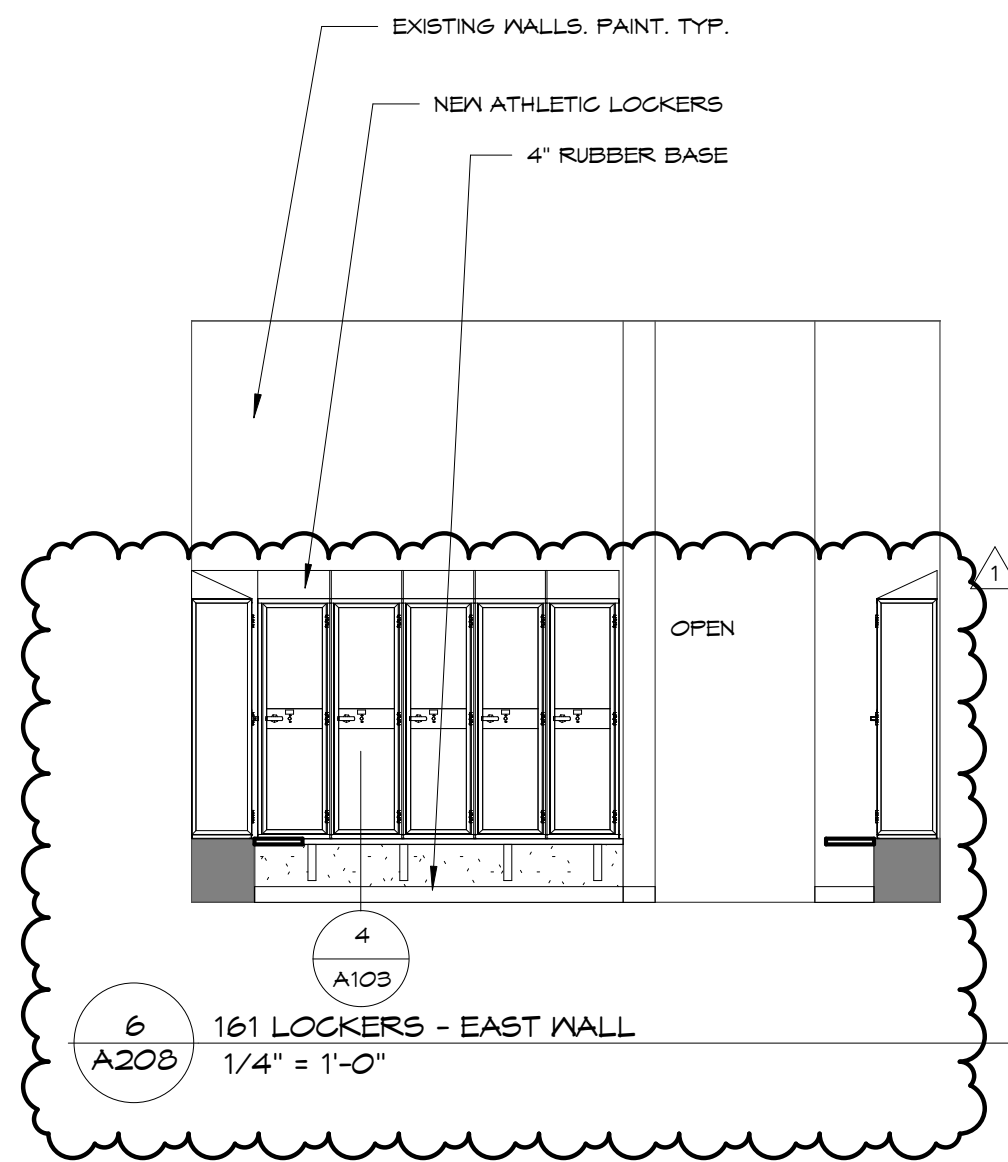 EXISTING WALLS. PAINT. TYP.
NEW ATHLETIC LOCKERS
4" RUBBER BASE
1
OPEN
4
A103
6
A208
161 LOCKERS - EAST WALL
1/4" = 1'-0"